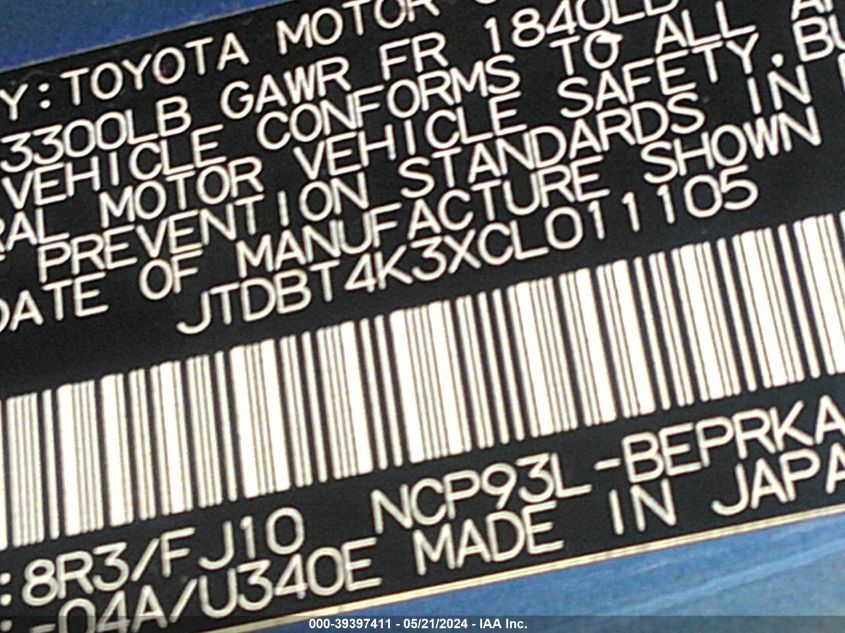 Y:TOYOTA MOTOR
3300LB GAWR FR 1840LB
VEHICLE CONFORMS TO ALL
RAL MOTOR VEHICLE SAFETY,BU
PREVENTION STANDARDS IN
DATE OF MANUFACTURE SHOWN
JTDBT4K3XCL011105
:8R3/FJ10 NCP93L-BEPRKA
:-04A/U340E MADE IN JAPA
000-39397411 - 05/21/2024 - IAA Inc.